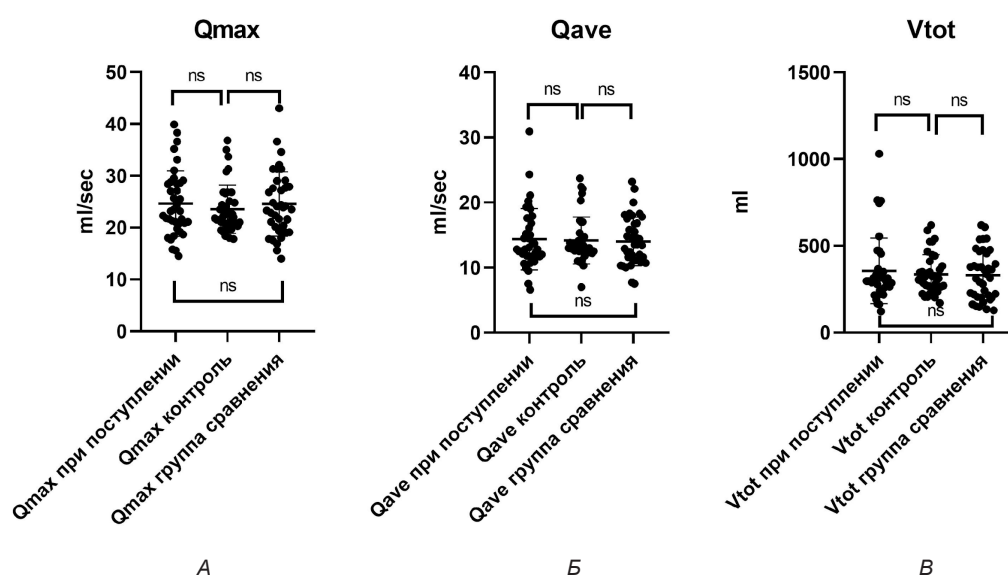 Qmax
50
40
30
20
10
0
ml/sec
ns
ns
ns
Qmax при поступлении
Qmax контроль
Qmax группа сравнения
А
Qave
40
30
20
10
0
ml/sec
ns
ns
ns
Qave при поступлении
Qave контроль
Qave группа сравнения
Б
Vtot
1500
1000
500
0
ml
ns
ns
ns
Vtot при поступлении
Vtot контроль
Vtot группа сравнения
В